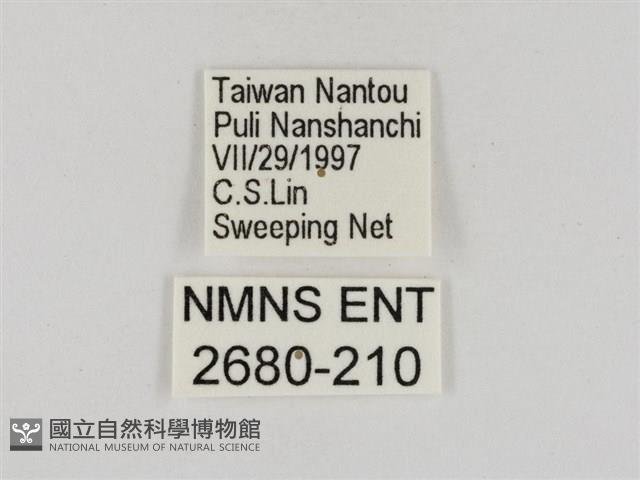 Taiwan Nantou
Puli Nanshanchi
VII/29/1997
C.S.Lin
Sweeping Net
NMNS ENT
2680-210
國立自然科學博物館
NATIONAL MUSEUM OF NATURAL SCIENCE